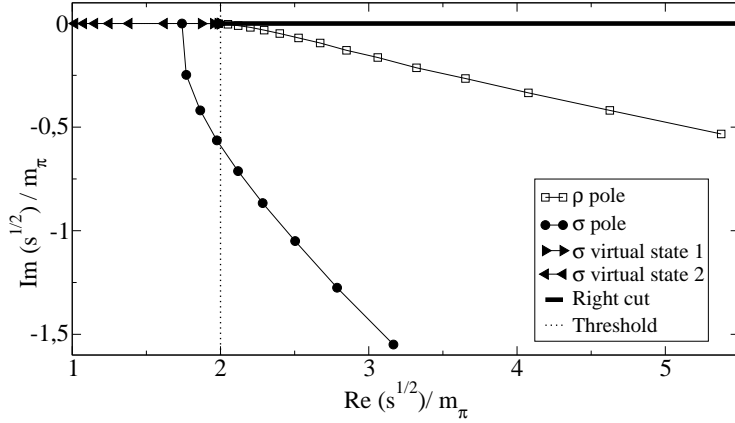 0
-0,5
-1
-1,5
Im (s^{1/2}) / m_π
1
2
3
4
5
Re (s^{1/2}) / m_π
ρ pole
σ pole
σ virtual state 1
σ virtual state 2
Right cut
Threshold